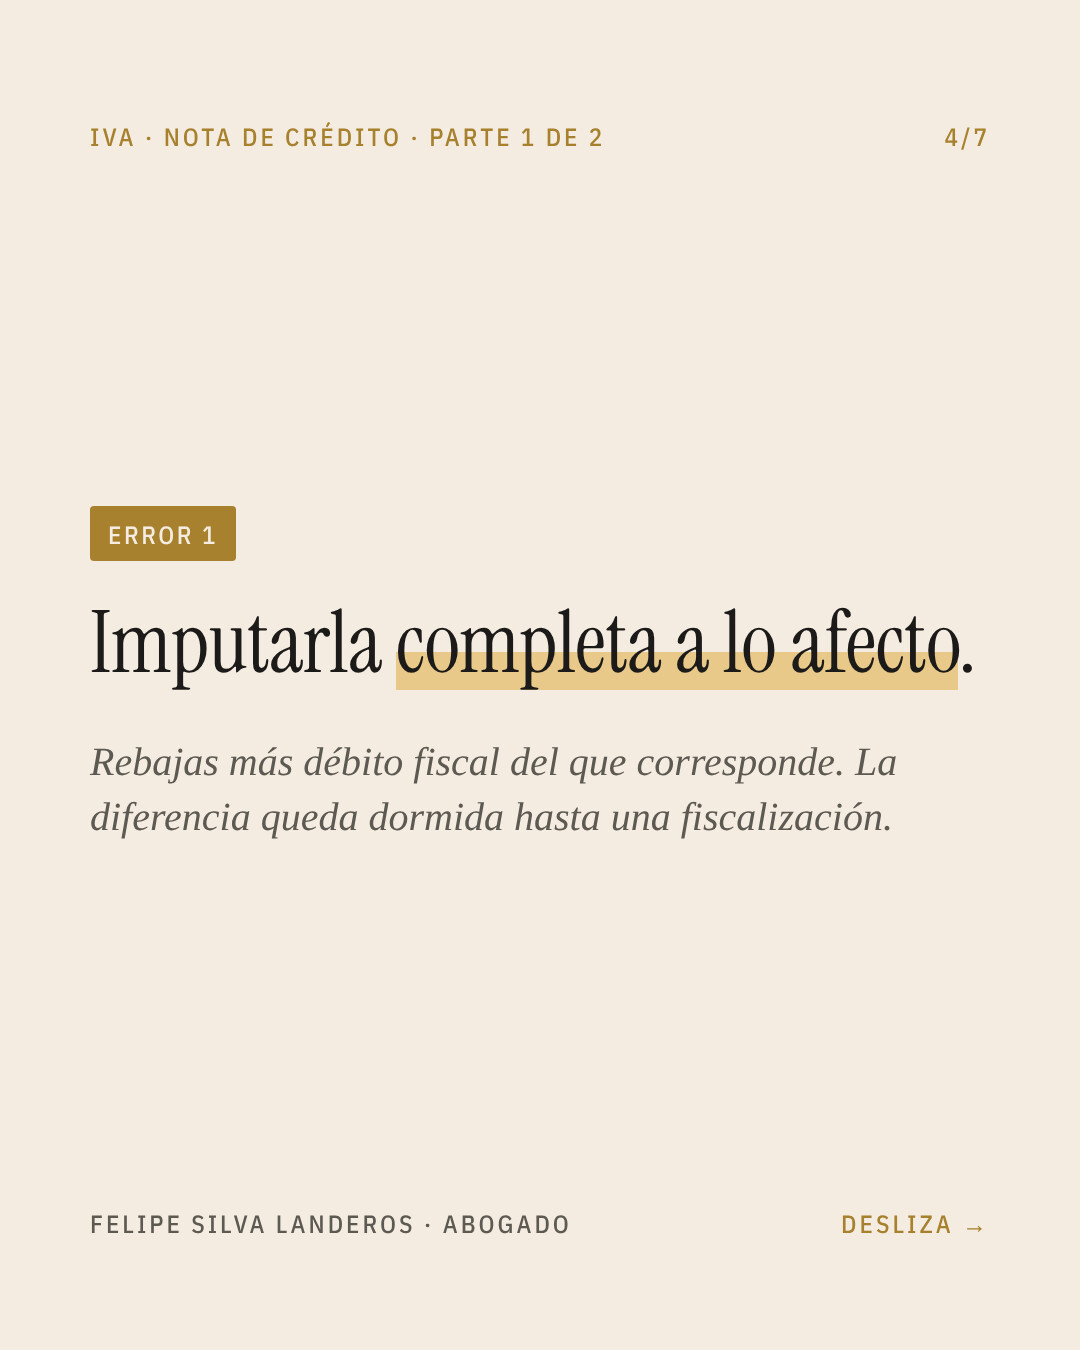 IVA · NOTA DE CRÉDITO · PARTE 1 DE 2
4/7
ERROR 1
Imputarla completa a lo afecto.
Rebajas más débito fiscal del que corresponde. La
diferencia queda dormida hasta una fiscalización.
FELIPE SILVA LANDEROS · ABOGADO
DESLIZA →